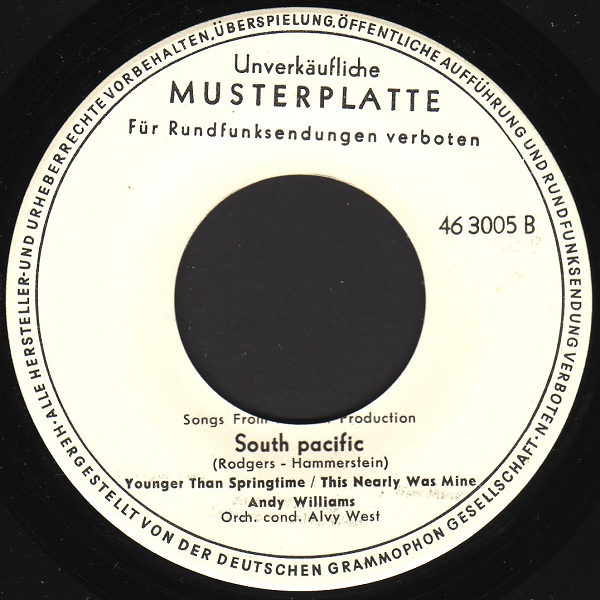 ALLE HERSTELLER-UND URHEBERRECHTE VORBEHALTEN, ÜBERSPIELUNG, ÖFFENTLICHE AUFFÜHRUNG UND RUNDFUNKSENDUNG VERBOTEN·
Unverkäufliche
MUSTERPLATTE
Für Rundfunksendungen verboten
46 3005 B
Songs From Production
South pacific
(Rodgers - Hammerstein)
Younger Than Springtime / This Nearly Was Mine
Andy Williams
Orch. cond. Alvy West
·HERGESTELLT VON DER DEUTSCHEN GRAMMOPHON GESELLSCHAFT·